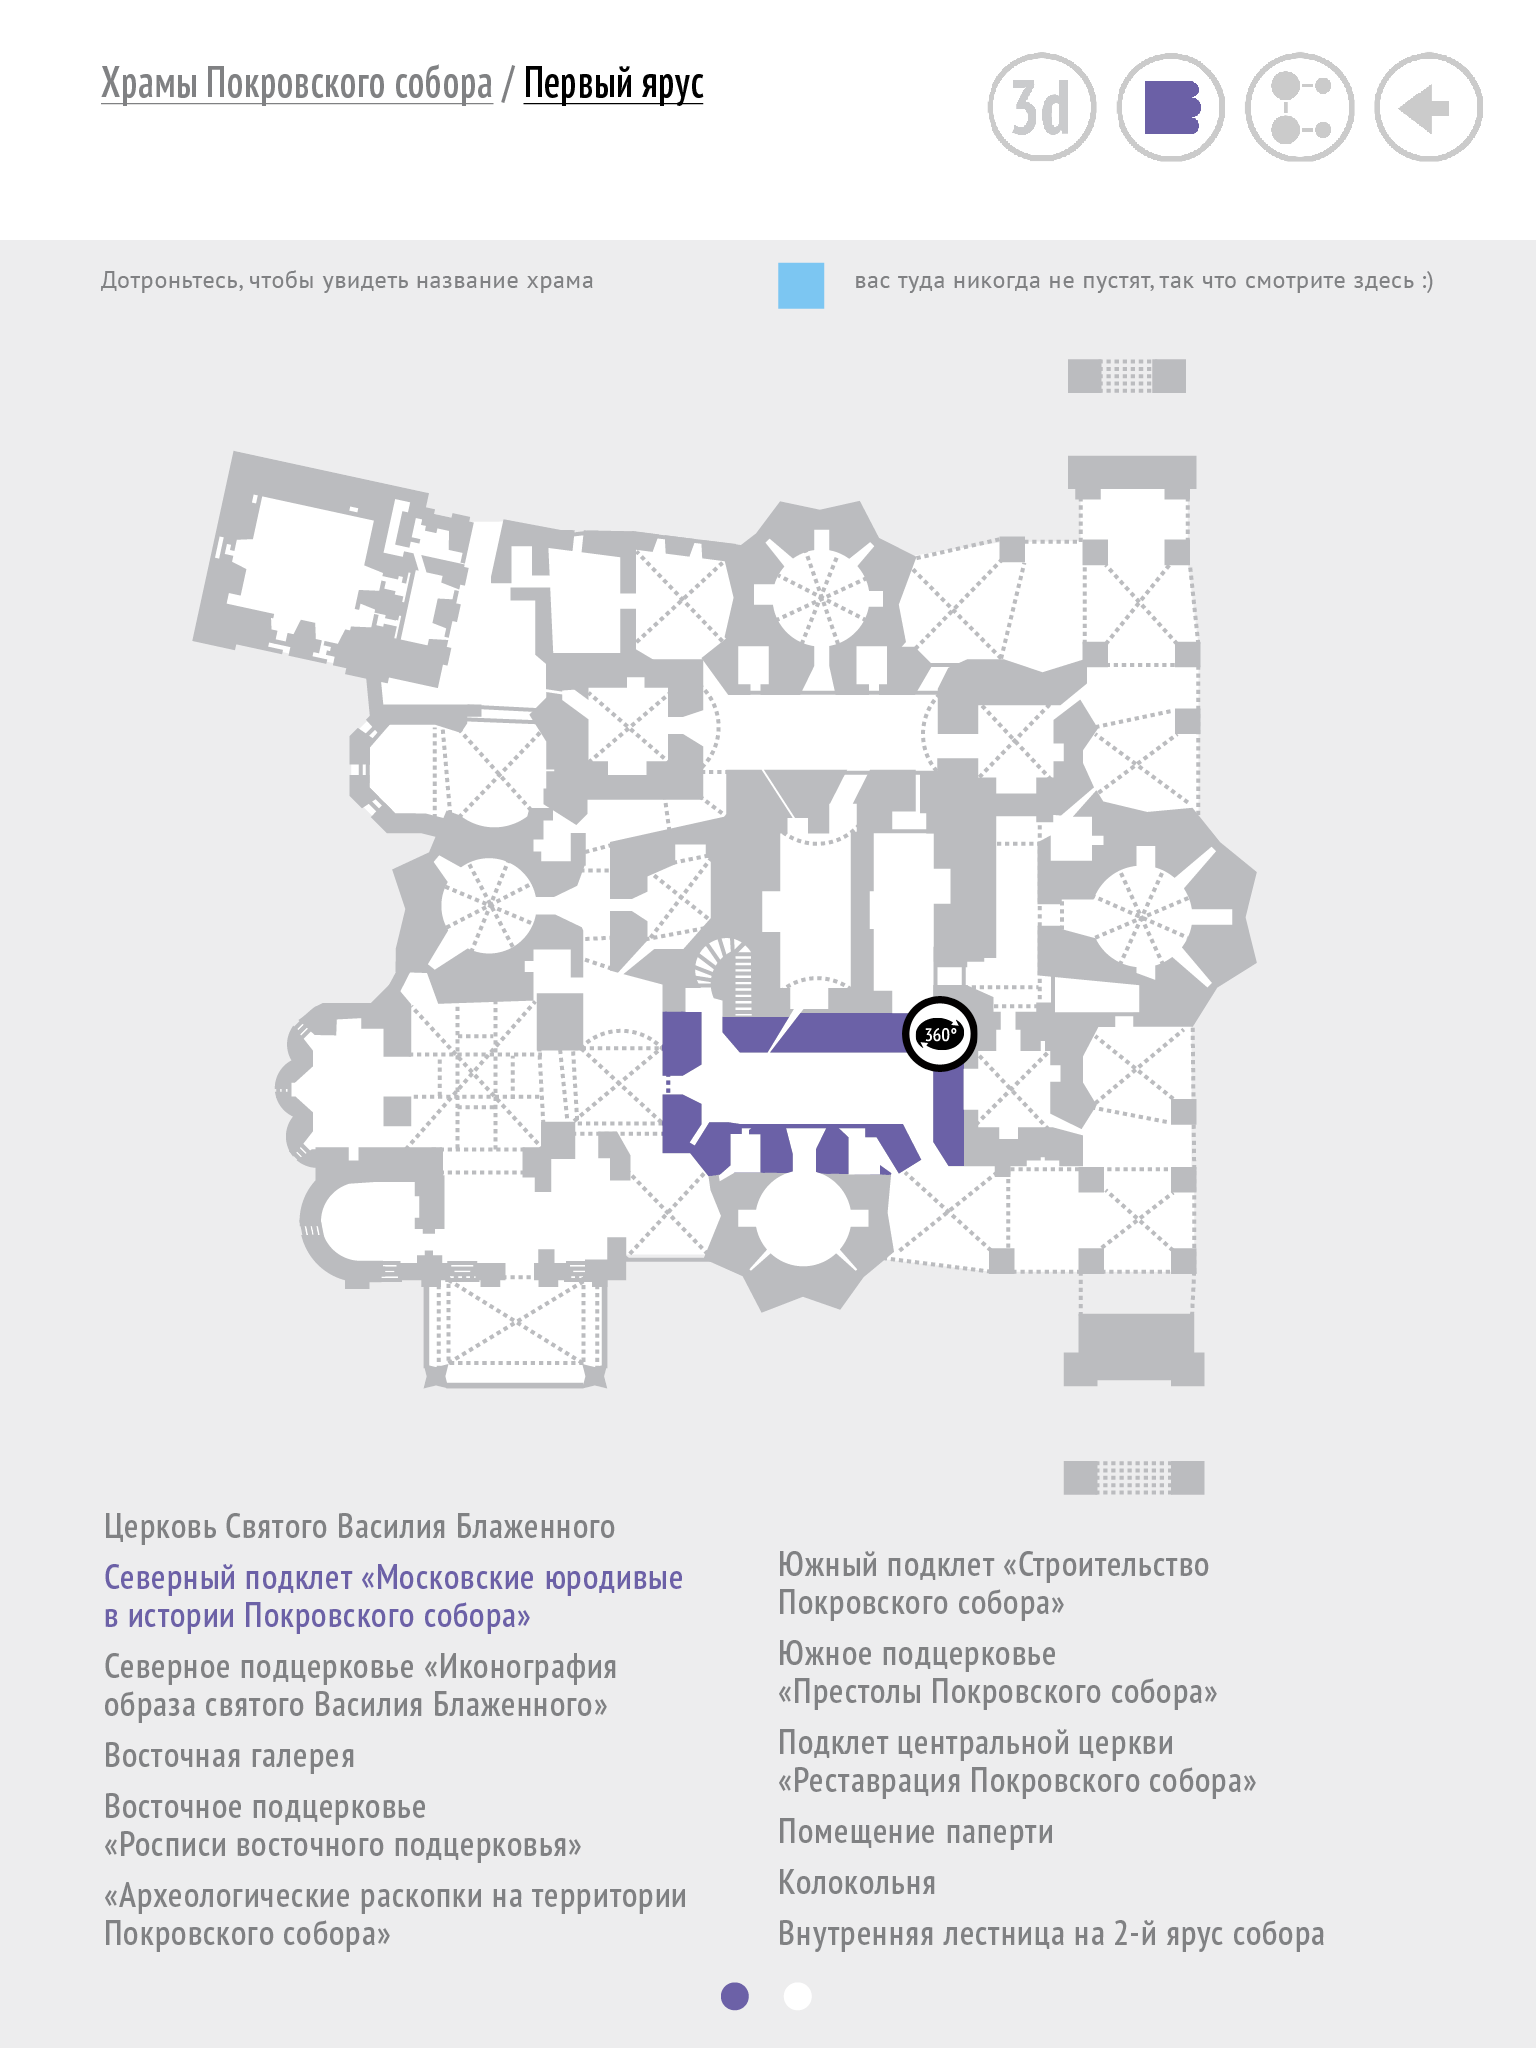 Храмы Покровского собора / Первый ярус
3d
Дотроньтесь, чтобы увидеть название храма
вас туда никогда не пустят, так что смотрите здесь :)
360°
Церковь Святого Василия Блаженного
Северный подклет «Московские юродивые
в истории Покровского собора»
Северное подцерковье «Иконография
образа святого Василия Блаженного»
Восточная галерея
Восточное подцерковье
«Росписи восточного подцерковья»
«Археологические раскопки на территории
Покровского собора»
Южный подклет «Строительство
Покровского собора»
Южное подцерковье
«Престолы Покровского собора»
Подклет центральной церкви
«Реставрация Покровского собора»
Помещение паперти
Колокольня
Внутренняя лестница на 2-й ярус собора